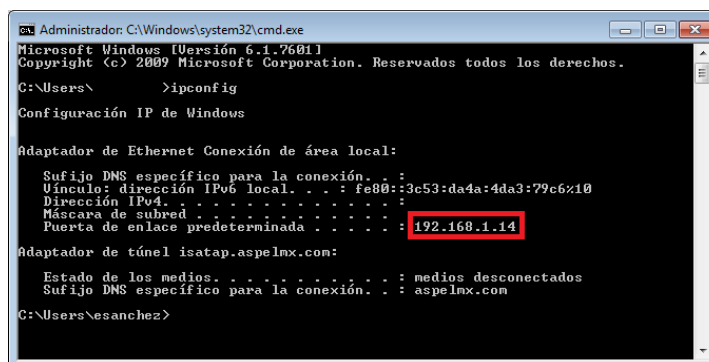 Administrador: C:\Windows\system32\cmd.exe
Microsoft Windows [Versión 6.1.7601]
Copyright (c) 2009 Microsoft Corporation. Reservados todos los derechos.
C:\Users\ >ipconfig
Configuración IP de Windows
Adaptador de Ethernet Conexión de área local:
Sufijo DNS específico para la conexión. . :
Vínculo: dirección IPv6 local. . . : fe80::3c53:da4a:4da3:79c6%10
Dirección IPv4. . . . . . . . . . . . . . :
Máscara de subred . . . . . . . . . . . . :
Puerta de enlace predeterminada . . . . . : 192.168.1.14
Adaptador de túnel isatap.aspelmx.com:
Estado de los medios. . . . . . . . . . . : medios desconectados
Sufijo DNS específico para la conexión. . : aspelmx.com
C:\Users\esanchez>